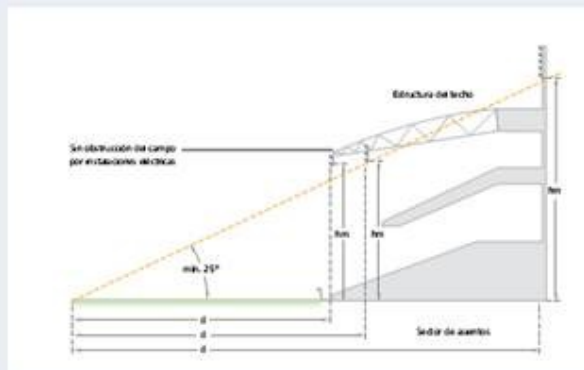 Estructura del techo
Sin obstrucción del campo
por instalaciones eléctricas
hm
hm
hm
mín. 25°
d
d
d
Sector de asientos